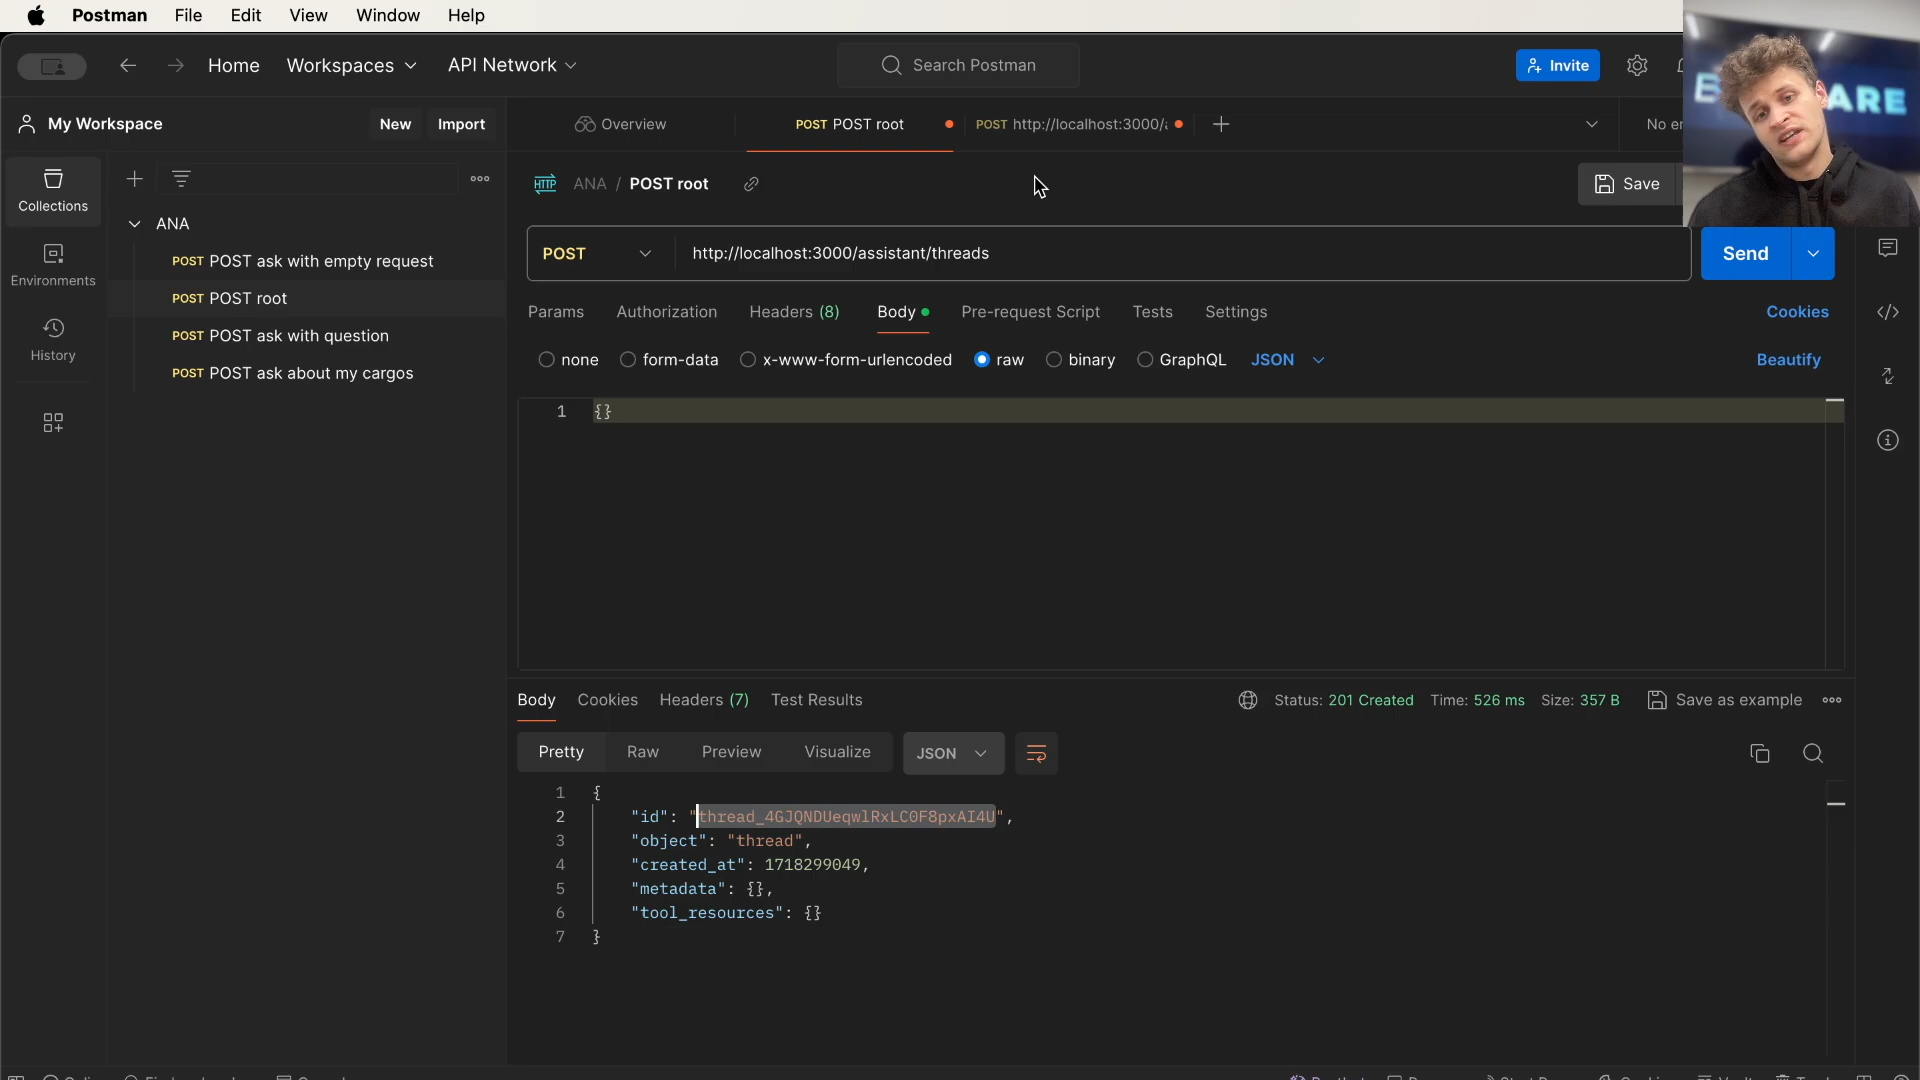 Postman File Edit View Window Help
Home Workspaces API Network Search Postman Invite
My Workspace New Import Overview POST POST root POST http://localhost:3000/ No
ARE
Collections
HTTP ANA / POST root Save
ANA
POST http://localhost:3000/assistant/threads Send
POST POST ask with empty request
Environments
POST POST root
Params Authorization Headers (8) Body Pre-request Script Tests Settings Cookies
POST POST ask with question
History
none form-data x-www-form-urlencoded raw binary GraphQL JSON Beautify
POST POST ask about my cargos
1 {}
Body Cookies Headers (7) Test Results Status: 201 Created Time: 526 ms Size: 357 B Save as example
Pretty Raw Preview Visualize JSON
1 {
2 "id": "thread_4GJQNDUeqwlRxLC0F8pxAI4U",
3 "object": "thread",
4 "created_at": 1718299049,
5 "metadata": {},
6 "tool_resources": {}
7 }